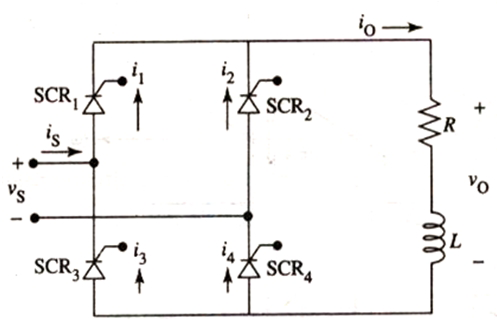 i_O
i_1
i_2
SCR_1
SCR_2
+
i_S
R
+
v_S
v_O
-
i_3
i_4
L
SCR_3
SCR_4
-